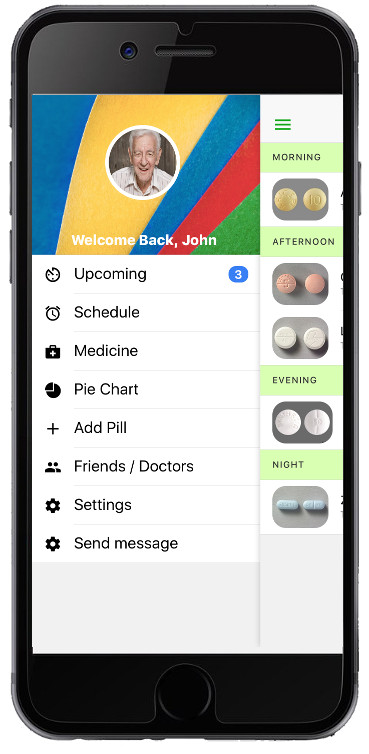 Welcome Back, John
Upcoming 3
Schedule
Medicine
Pie Chart
Add Pill
Friends / Doctors
Settings
Send message
MORNING
AFTERNOON
EVENING
NIGHT